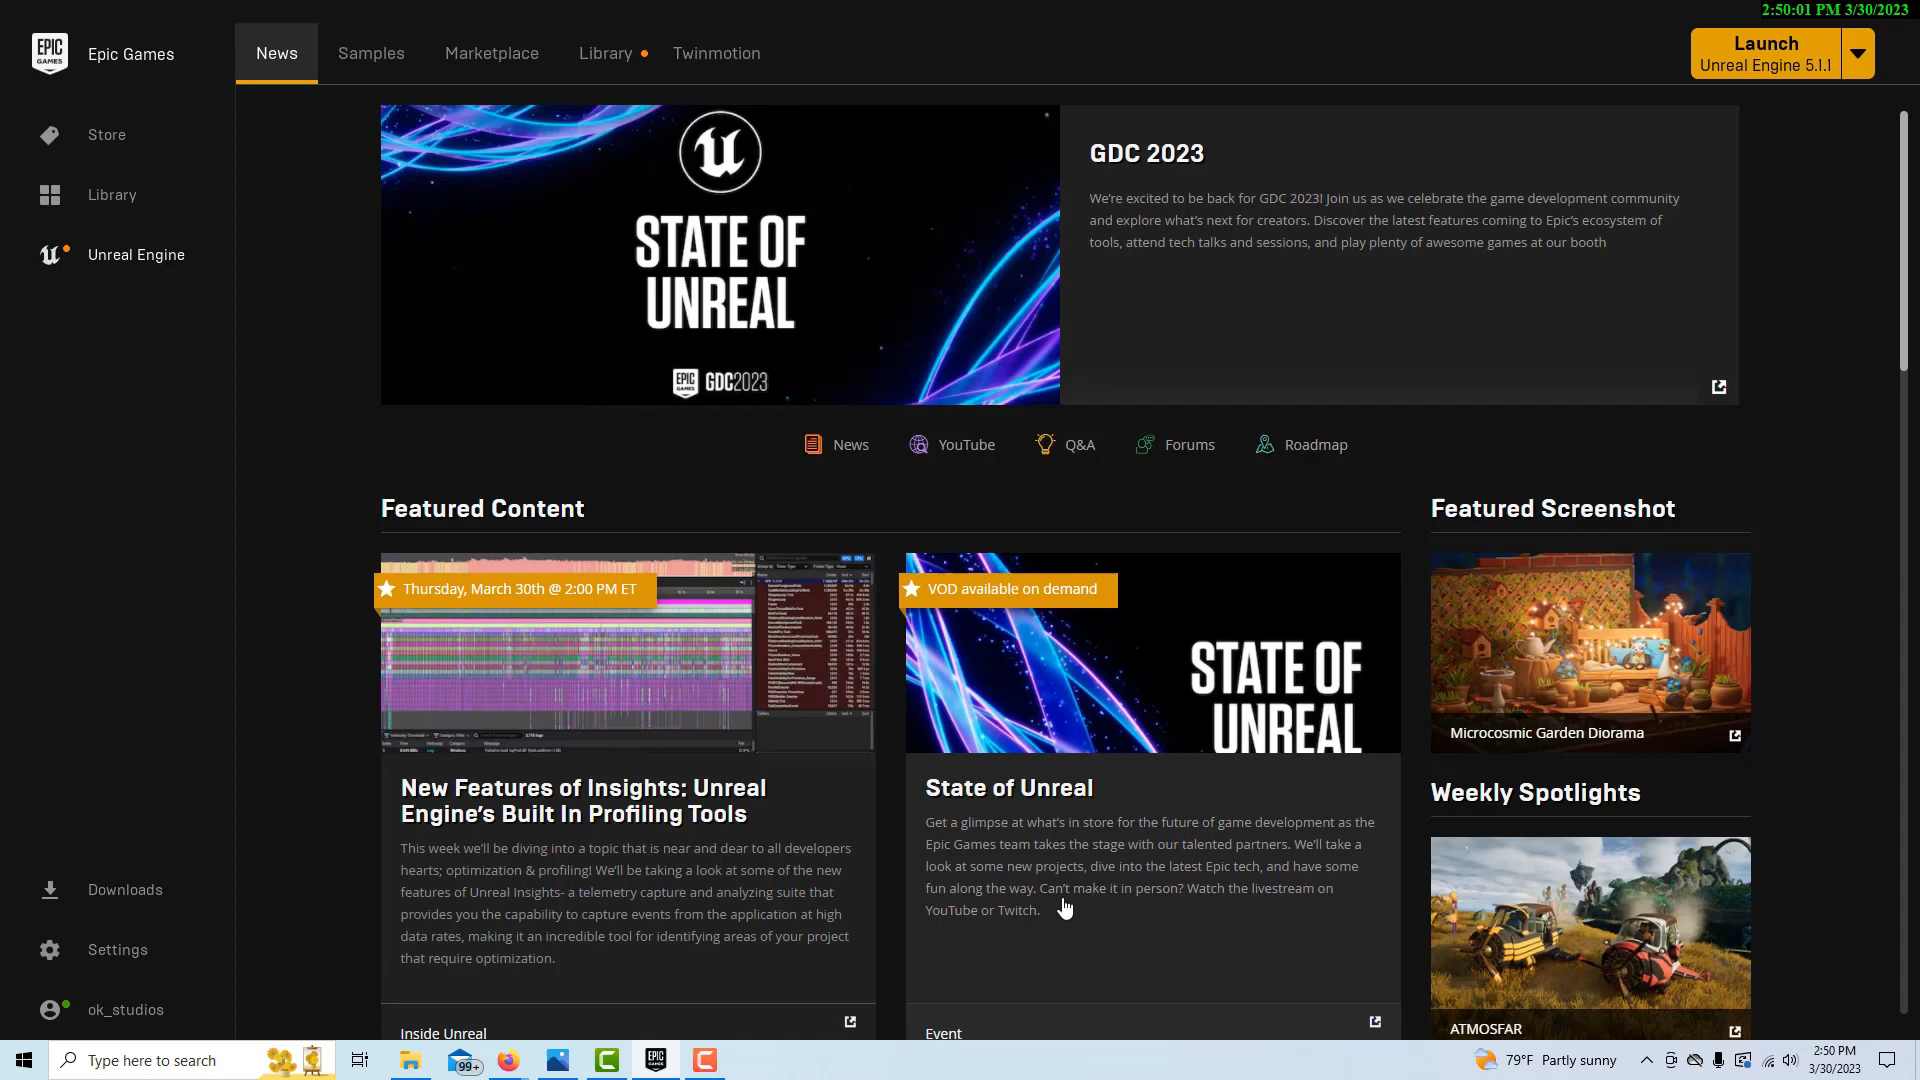 2:50:01 PM 3/30/2023
EPIC GAMES
Epic Games
News
Samples
Marketplace
Library
Twinmotion
Launch
Unreal Engine 5.1.1
Store
Library
Unreal Engine
STATE OF
UNREAL
EPIC GAMES GDC2023
GDC 2023
We're excited to be back for GDC 2023! Join us as we celebrate the game development community
and explore what's next for creators. Discover the latest features coming to Epic's ecosystem of
tools, attend tech talks and sessions, and play plenty of awesome games at our booth
News
YouTube
Q&A
Forums
Roadmap
Featured Content
Featured Screenshot
Thursday, March 30th @ 2:00 PM ET
VOD available on demand
STATE OF
UNREAL
Microcosmic Garden Diorama
New Features of Insights: Unreal
Engine's Built In Profiling Tools
This week we'll be diving into a topic that is near and dear to all developers
hearts; optimization & profiling! We'll be taking a look at some of the new
features of Unreal Insights- a telemetry capture and analyzing suite that
provides you the capability to capture events from the application at high
data rates, making it an incredible tool for identifying areas of your project
that require optimization.
Inside Unreal
State of Unreal
Get a glimpse at what's in store for the future of game development as the
Epic Games team takes the stage with our talented partners. We'll take a
look at some new projects, dive into the latest Epic tech, and have some
fun along the way. Can't make it in person? Watch the livestream on
YouTube or Twitch.
Event
Weekly Spotlights
ATMOSFAR
Downloads
Settings
ok_studios
Type here to search
99+
EPIC GAMES
79°F Partly sunny
2:50 PM
3/30/2023